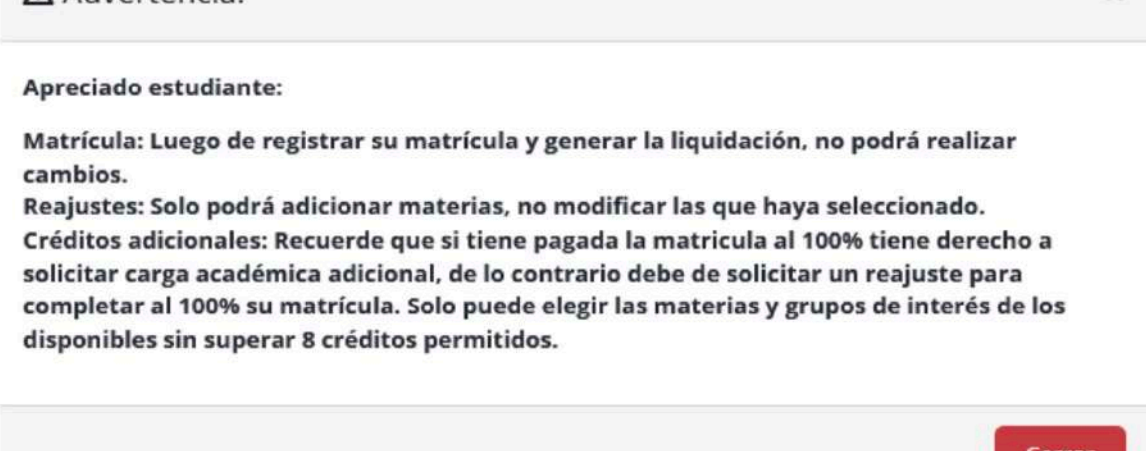 Advertencia:
Apreciado estudiante:
Matrícula: Luego de registrar su matrícula y generar la liquidación, no podrá realizar
cambios.
Reajustes: Solo podrá adicionar materias, no modificar las que haya seleccionado.
Créditos adicionales: Recuerde que si tiene pagada la matricula al 100% tiene derecho a
solicitar carga académica adicional, de lo contrario debe de solicitar un reajuste para
completar al 100% su matrícula. Solo puede elegir las materias y grupos de interés de los
disponibles sin superar 8 créditos permitidos.